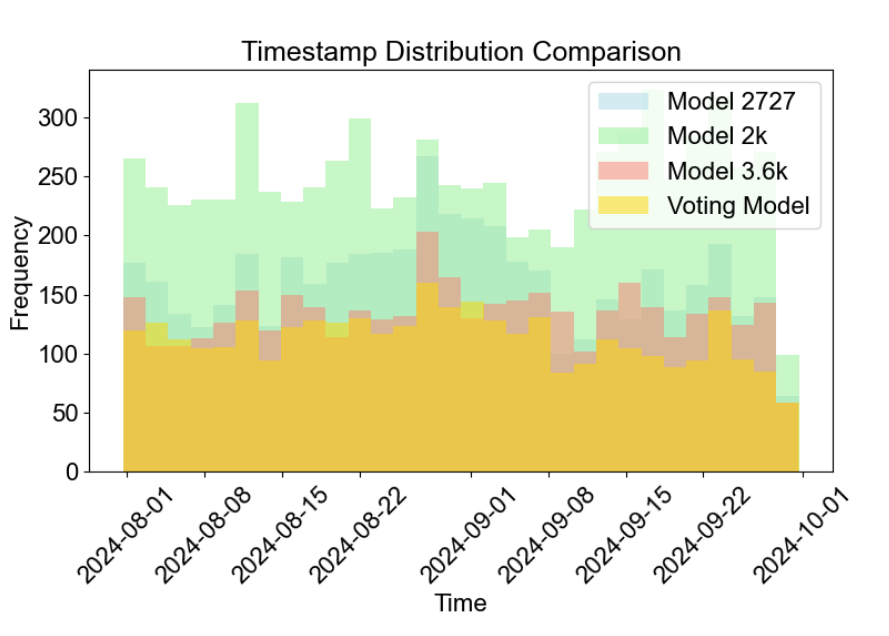 Timestamp Distribution Comparison
Frequency
300
250
200
150
100
50
0
Model 2727
Model 2k
Model 3.6k
Voting Model
2024-08-01
2024-08-08
2024-08-15
2024-08-22
2024-09-01
2024-09-08
2024-09-15
2024-09-22
2024-10-01
Time